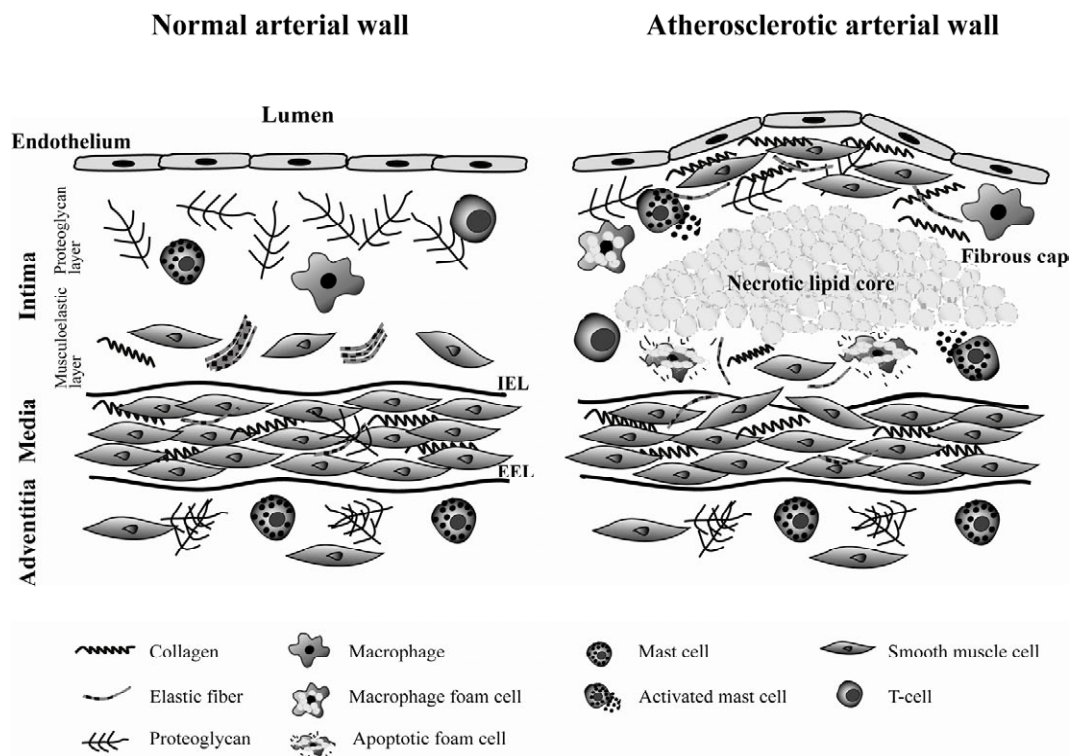 Normal arterial wall
Atherosclerotic arterial wall
Lumen
Endothelium
Intima
Proteoglycan
layer
Musculoelastic
layer
IEL
Media
EEL
Adventitia
Fibrous cap
Necrotic lipid core
Collagen
Elastic fiber
Proteoglycan
Macrophage
Macrophage foam cell
Apoptotic foam cell
Mast cell
Activated mast cell
Smooth muscle cell
T-cell